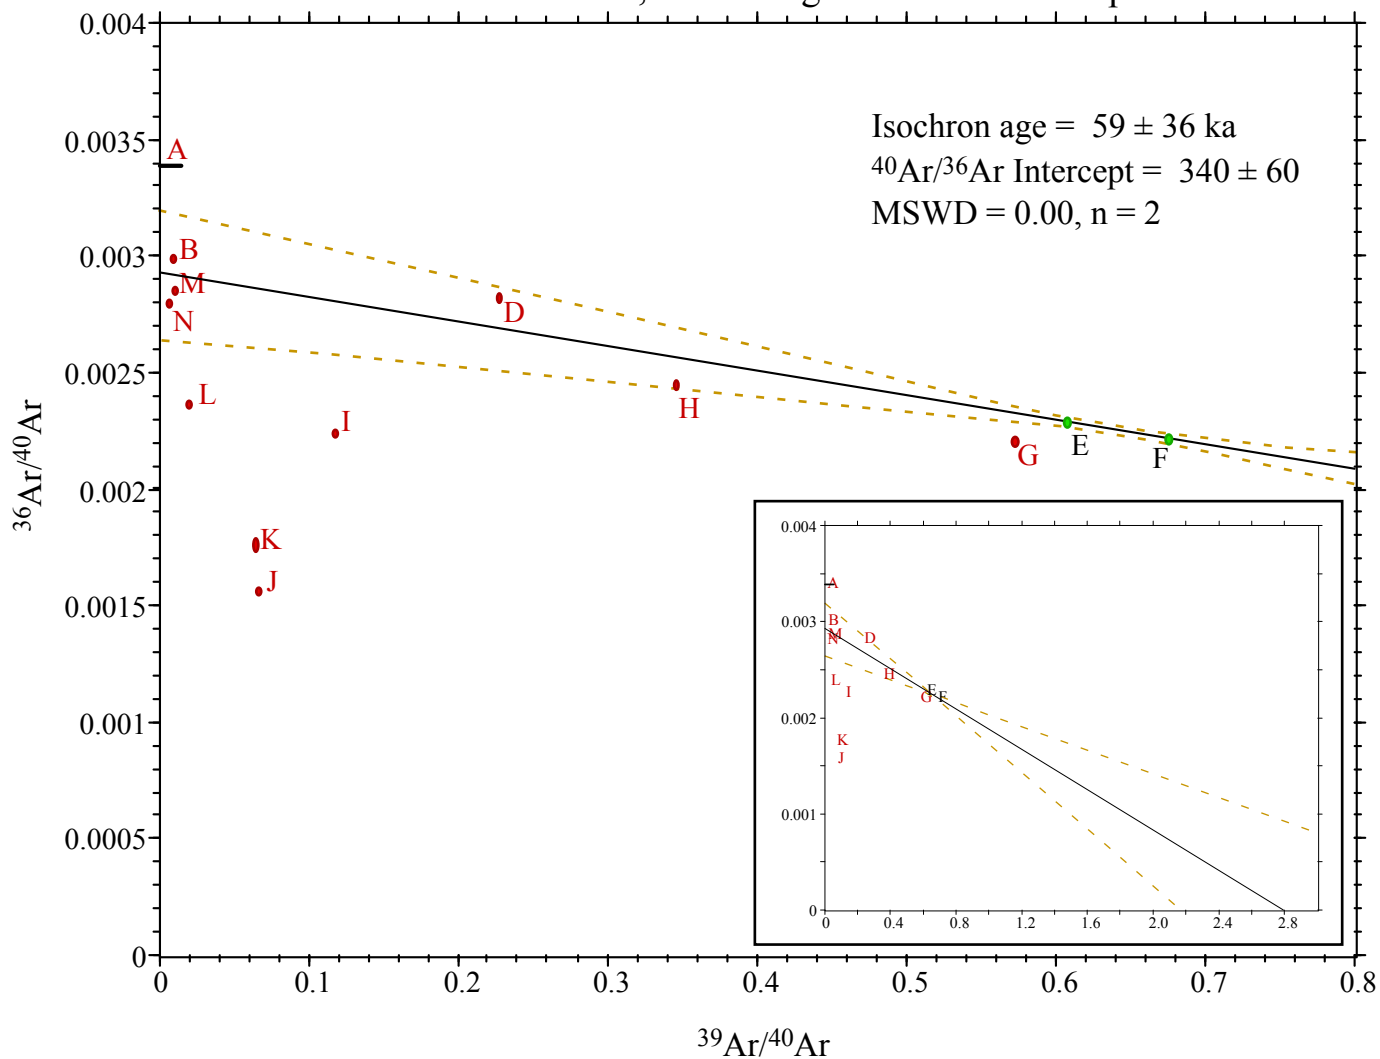 0.004
0.0035
0.003
0.0025
0.002
0.0015
0.001
0.0005
0
36Ar/40Ar
Isochron age = 59 ± 36 ka
40Ar/36Ar Intercept = 340 ± 60
MSWD = 0.00, n = 2
A
B
M
N
D
L
H
I
G
E
F
K
J
0.004
0.003
0.002
0.001
0
A
B
M
N
D
H
L
I
E
G
F
K
J
0 0.4 0.8 1.2 1.6 2.0 2.4 2.8
0 0.1 0.2 0.3 0.4 0.5 0.6 0.7 0.8
39Ar/40Ar